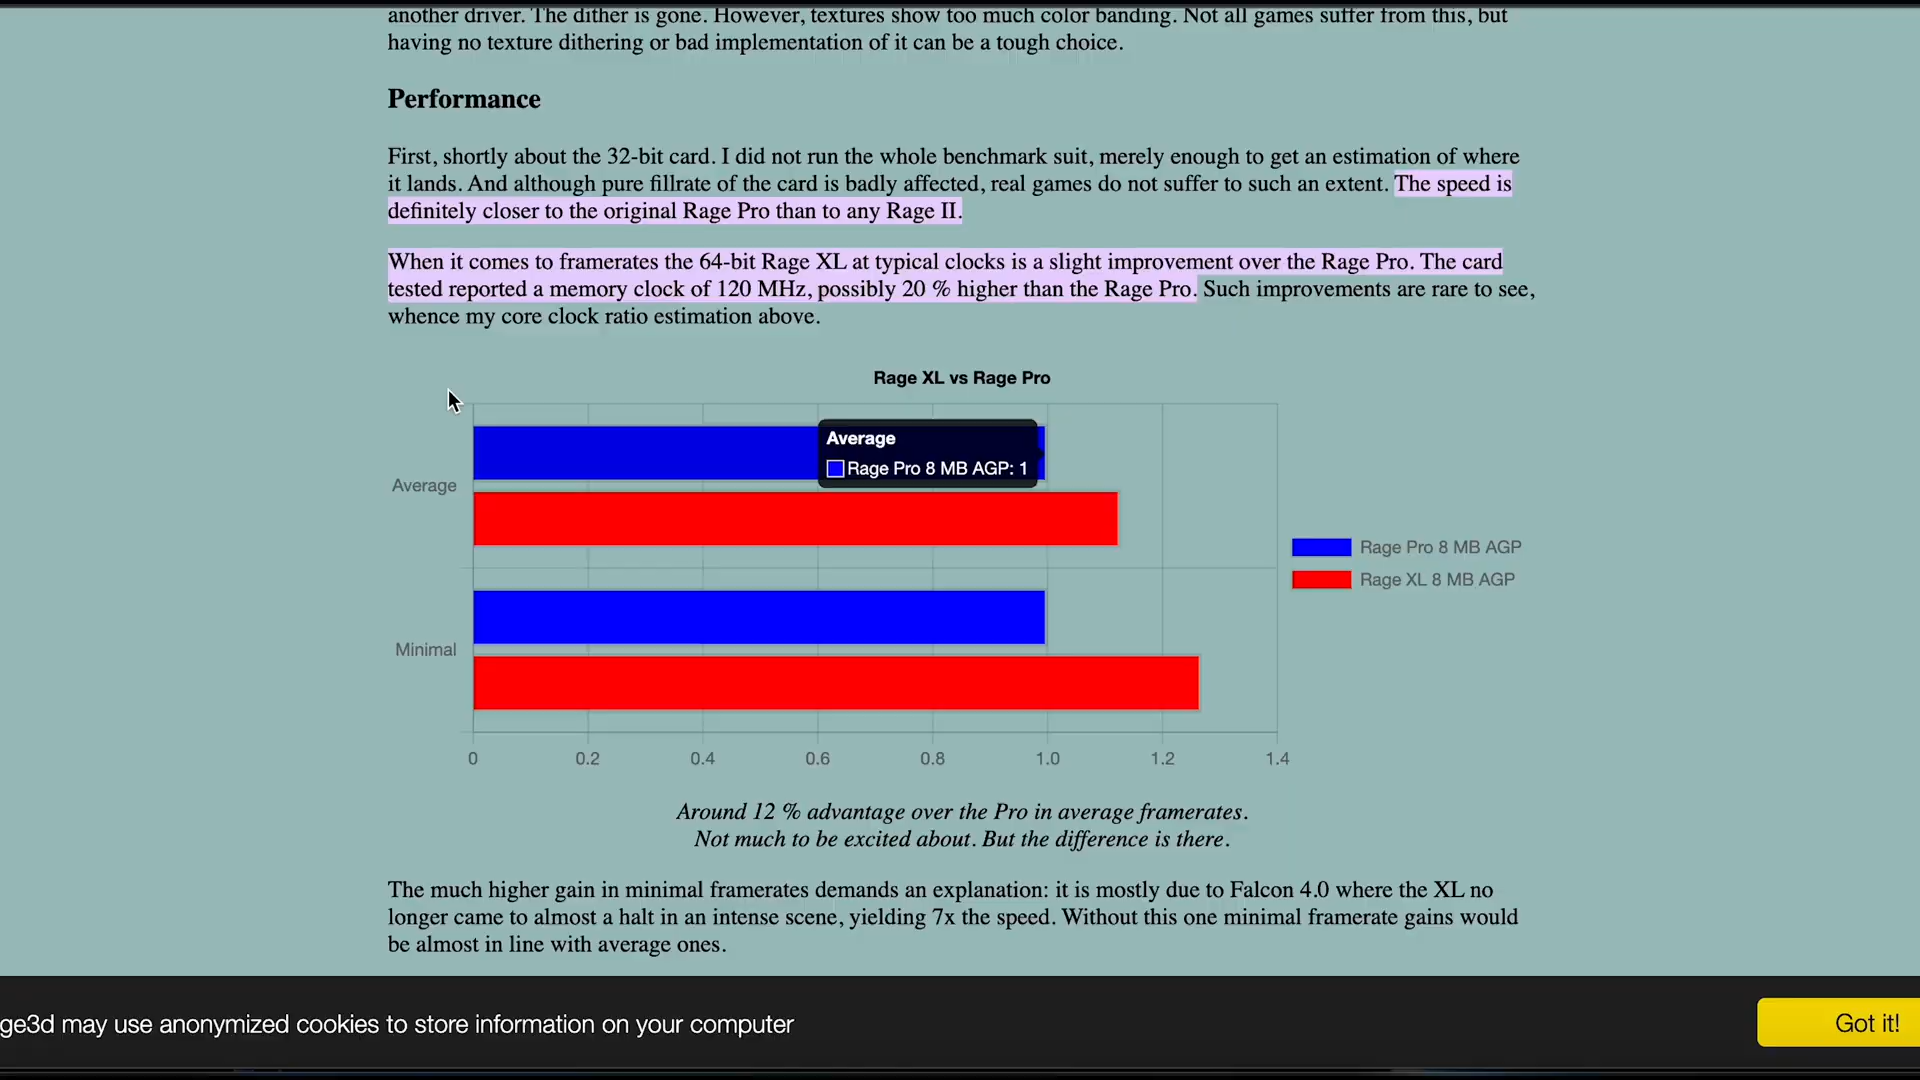 another driver. The dither is gone. However, textures show too much color banding. Not all games suffer from this, but
having no texture dithering or bad implementation of it can be a tough choice.
Performance
First, shortly about the 32-bit card. I did not run the whole benchmark suit, merely enough to get an estimation of where
it lands. And although pure fillrate of the card is badly affected, real games do not suffer to such an extent. The speed is
definitely closer to the original Rage Pro than to any Rage II.
When it comes to framerates the 64-bit Rage XL at typical clocks is a slight improvement over the Rage Pro. The card
tested reported a memory clock of 120 MHz, possibly 20 % higher than the Rage Pro. Such improvements are rare to see,
whence my core clock ratio estimation above.
Rage XL vs Rage Pro
Average
Rage Pro 8 MB AGP: 1
Average
Minimal
Rage Pro 8 MB AGP
Rage XL 8 MB AGP
0 0.2 0.4 0.6 0.8 1.0 1.2 1.4
Around 12 % advantage over the Pro in average framerates.
Not much to be excited about. But the difference is there.
The much higher gain in minimal framerates demands an explanation: it is mostly due to Falcon 4.0 where the XL no
longer came to almost a halt in an intense scene, yielding 7x the speed. Without this one minimal framerate gains would
be almost in line with average ones.
ge3d may use anonymized cookies to store information on your computer
Got it!